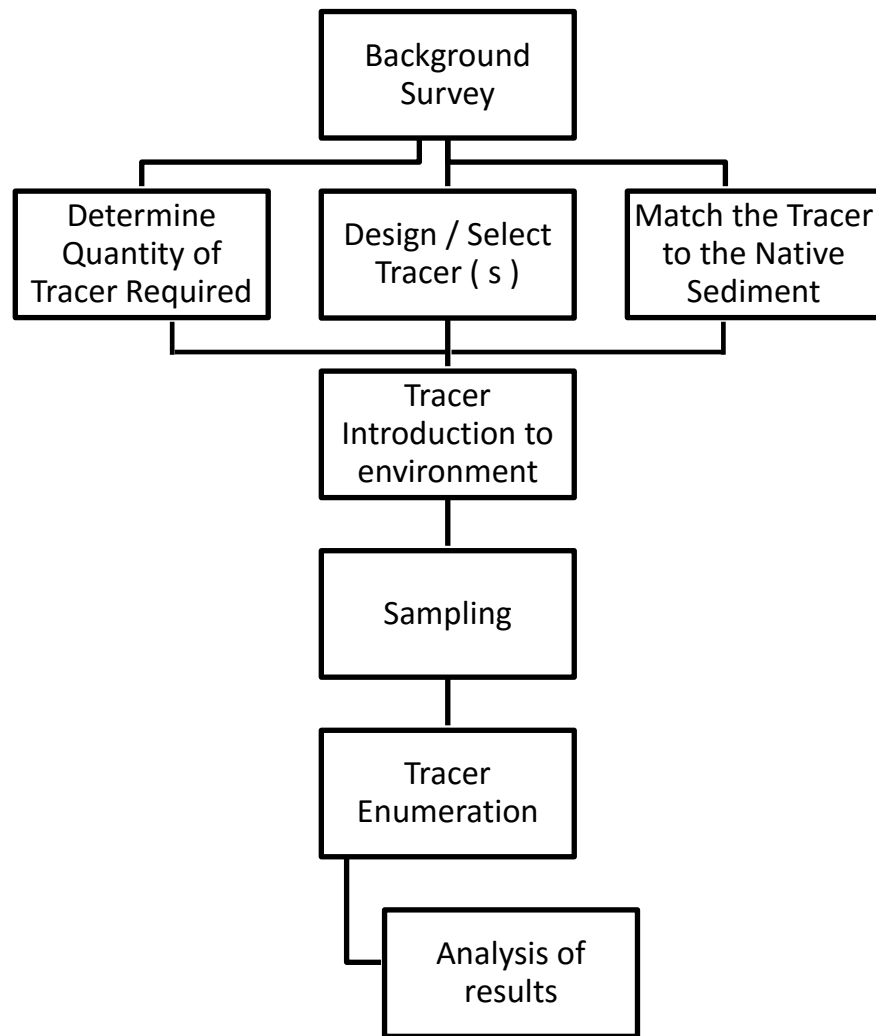 Background
Survey
Determine
Quantity of
Tracer Required
Design / Select
Tracer ( s )
Match the Tracer
to the Native
Sediment
Tracer
Introduction to
environment
Sampling
Tracer
Enumeration
Analysis of
results